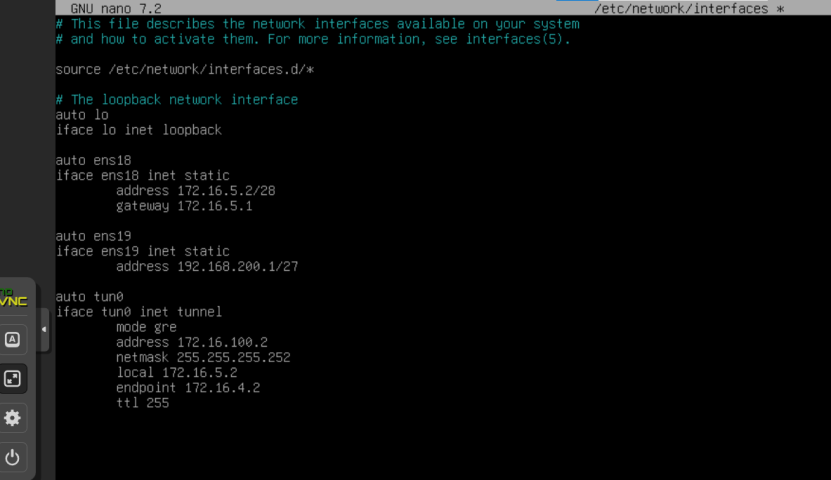 GNU nano 7.2 /etc/network/interfaces *
# This file describes the network interfaces available on your system
# and how to activate them. For more information, see interfaces(5).
source /etc/network/interfaces.d/*
# The loopback network interface
auto lo
iface lo inet loopback
auto ens18
iface ens18 inet static
address 172.16.5.2/28
gateway 172.16.5.1
auto ens19
iface ens19 inet static
address 192.168.200.1/27
auto tun0
iface tun0 inet tunnel
mode gre
address 172.16.100.2
netmask 255.255.255.252
local 172.16.5.2
endpoint 172.16.4.2
ttl 255
VNC
A